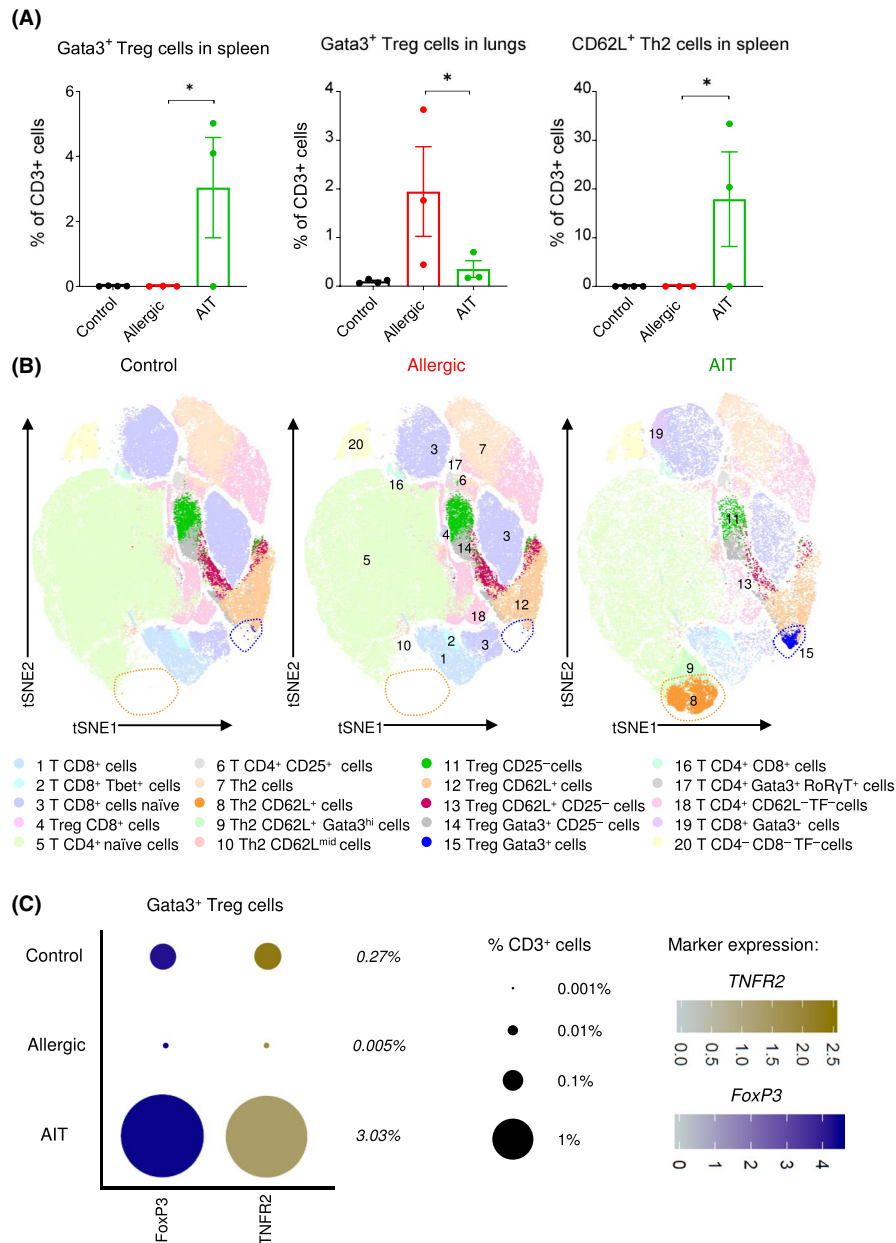 (A)
Gata3⁺ Treg cells in spleen
Gata3⁺ Treg cells in lungs
CD62L⁺ Th2 cells in spleen
% of CD3+ cells
6
4
2
0
*
Control
Allergic
AIT
% of CD3+ cells
4
3
2
1
0
*
Control
Allergic
AIT
% of CD3+ cells
40
30
20
10
0
*
Control
Allergic
AIT
(B)
Control
Allergic
AIT
tSNE2
tSNE1
tSNE2
tSNE1
20
3
7
17
6
16
4
14
3
5
12
18
10
2
1
3
tSNE2
tSNE1
19
11
13
15
9
8
1 T CD8⁺ cells
2 T CD8⁺ Tbet⁺ cells
3 T CD8⁺ cells naïve
4 Treg CD8⁺ cells
5 T CD4⁺ naïve cells
6 T CD4⁺ CD25⁺ cells
7 Th2 cells
8 Th2 CD62L⁺ cells
9 Th2 CD62L⁺ Gata3ʰⁱ cells
10 Th2 CD62Lᵐⁱᵈ cells
11 Treg CD25⁻cells
12 Treg CD62L⁺ cells
13 Treg CD62L⁺ CD25⁻ cells
14 Treg Gata3⁺ CD25⁻ cells
15 Treg Gata3⁺ cells
16 T CD4⁺ CD8⁺ cells
17 T CD4⁺ Gata3⁺ RoRγT⁺ cells
18 T CD4⁺ CD62L⁻TF⁻cells
19 T CD8⁺ Gata3⁺ cells
20 T CD4⁻ CD8⁻ TF⁻cells
(C)
Gata3⁺ Treg cells
Control
0.27%
Allergic
0.005%
AIT
3.03%
FoxP3
TNFR2
% CD3⁺ cells
0.001%
0.01%
0.1%
1%
Marker expression:
TNFR2
0.0 0.5 1.0 1.5 2.0 2.5
FoxP3
0 1 2 3 4